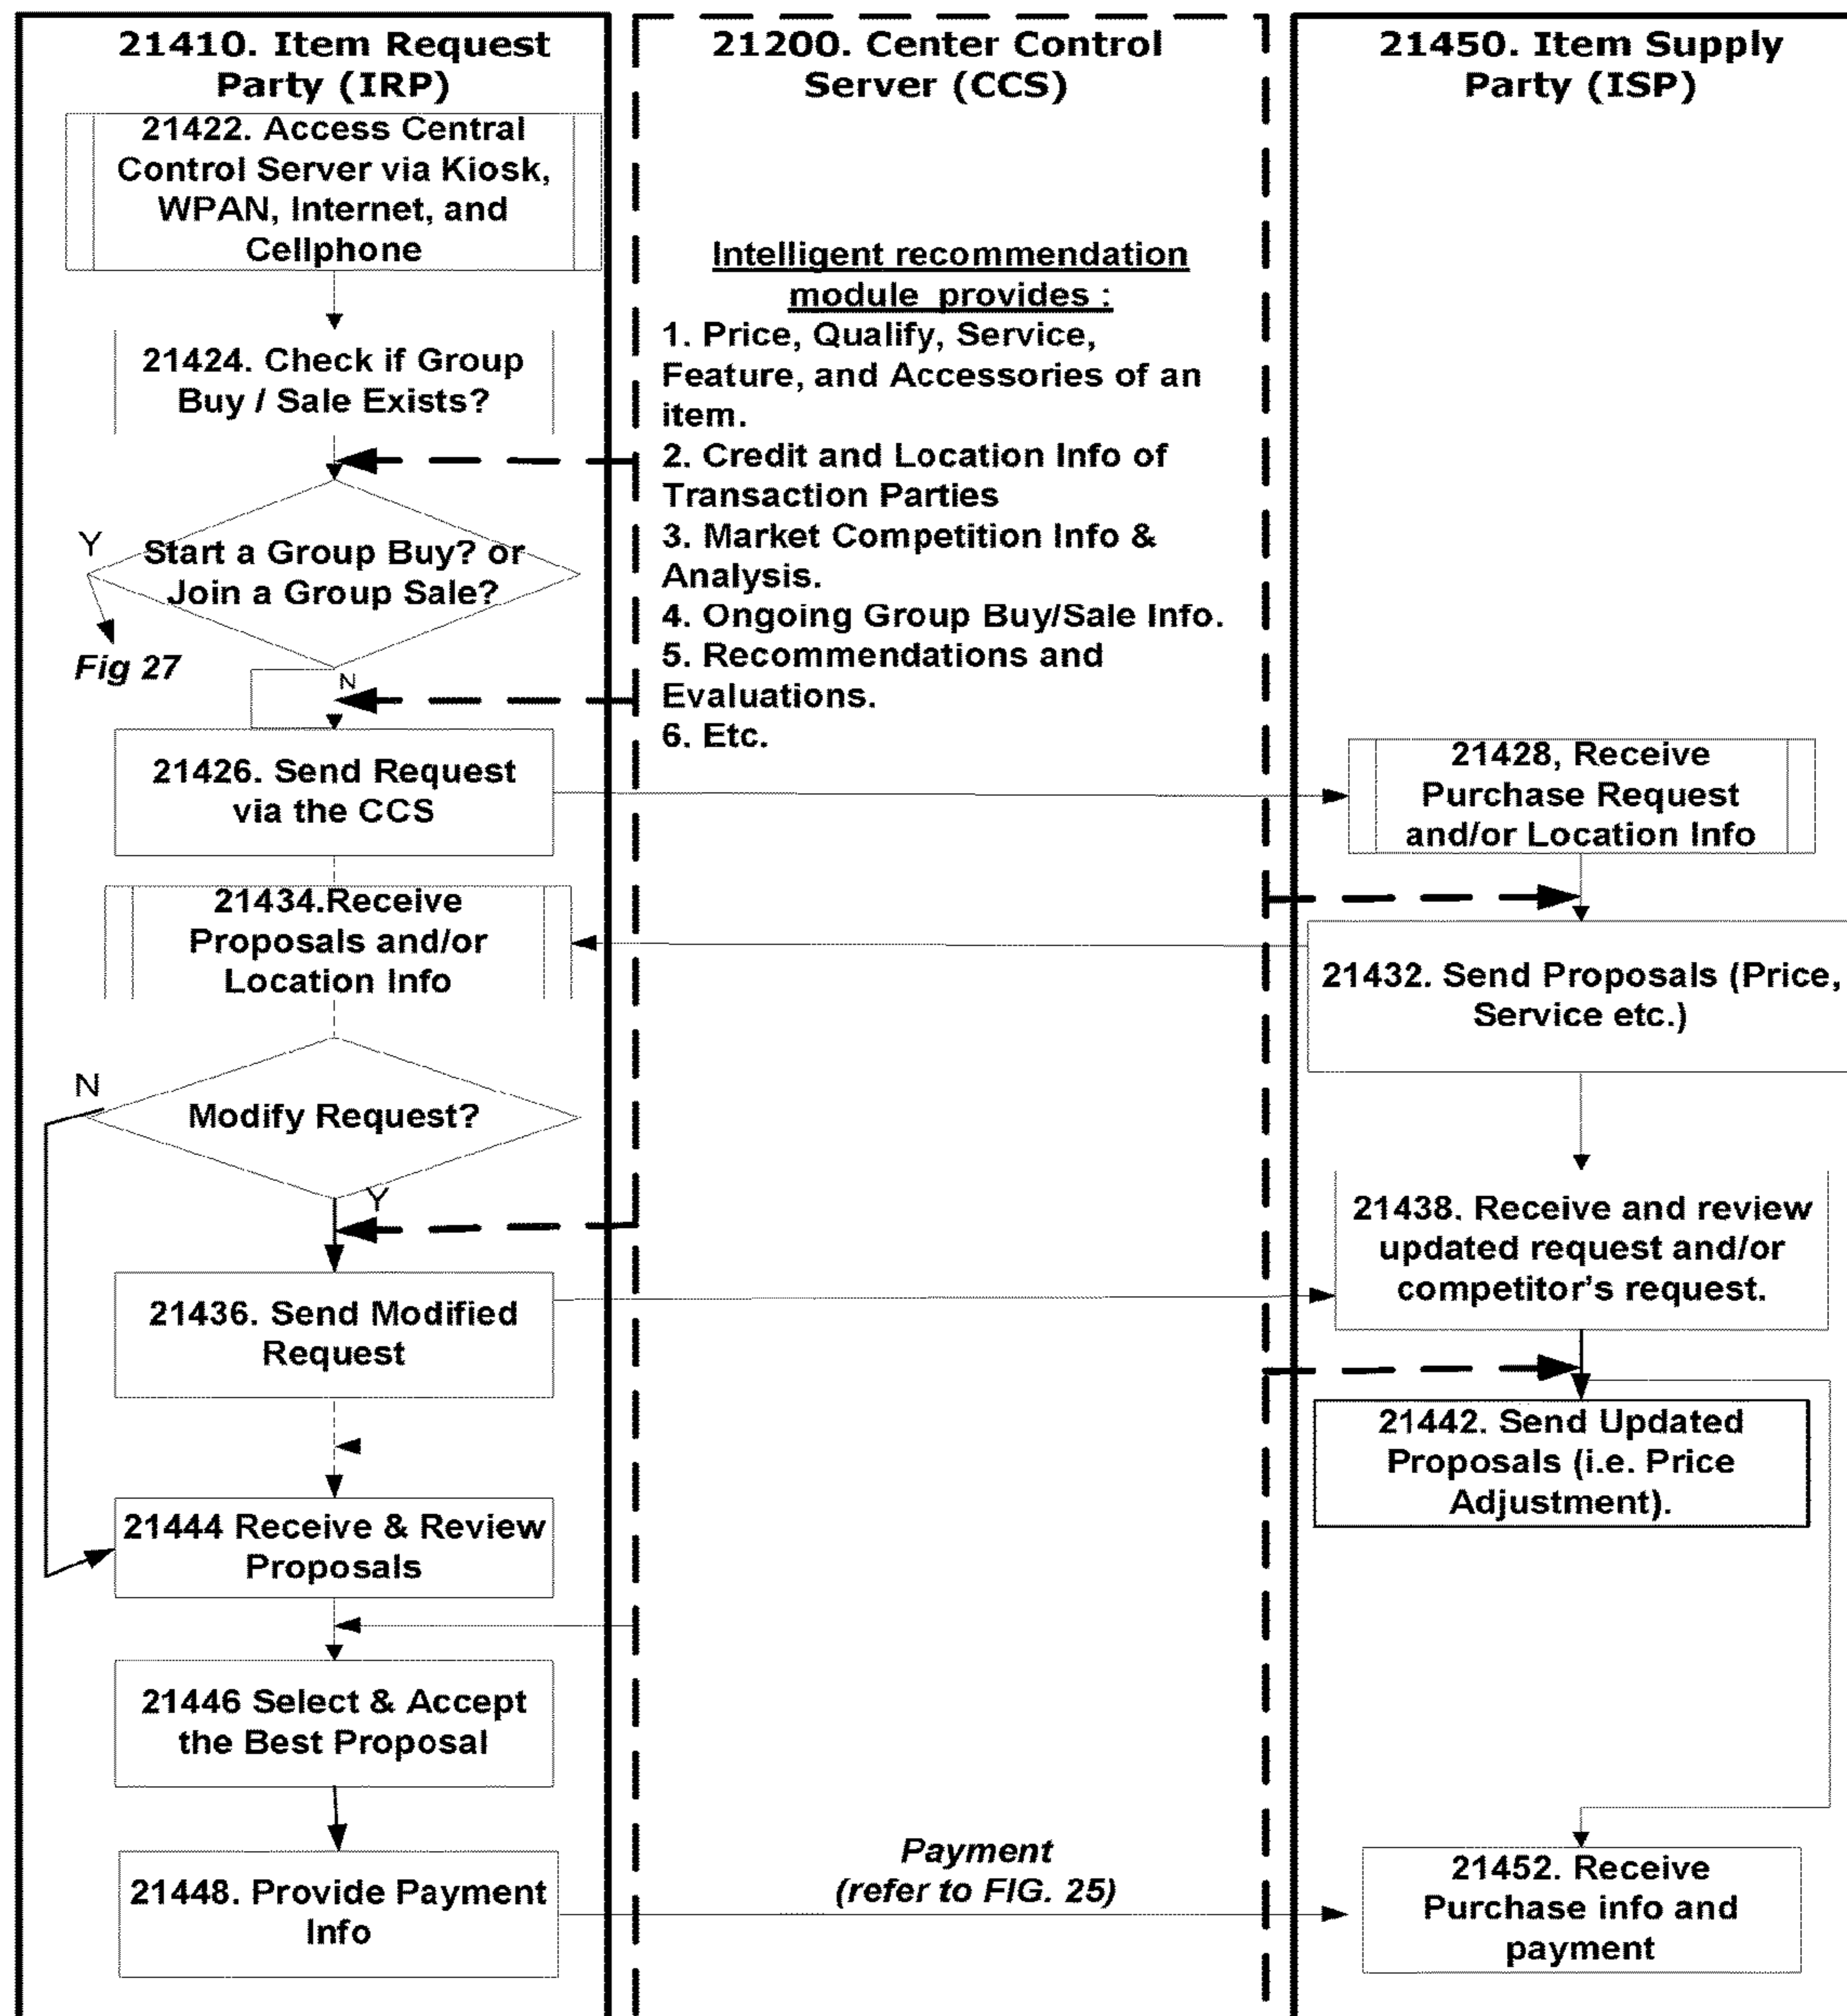 21410. Item Request
Party (IRP)
21422. Access Central
Control Server via Kiosk,
WPAN, Internet, and
Cellphone
21424. Check if Group
Buy / Sale Exists?
Y
Start a Group Buy? or
Join a Group Sale?
Fig 27
N
21426. Send Request
via the CCS
21434.Receive
Proposals and/or
Location Info
N
Modify Request?
Y
21436. Send Modified
Request
21444 Receive & Review
Proposals
21446 Select & Accept
the Best Proposal
21448. Provide Payment
Info
21200. Center Control
Server (CCS)
Intelligent recommendation
module provides :
1. Price, Qualify, Service,
Feature, and Accessories of an
item.
2. Credit and Location Info of
Transaction Parties
3. Market Competition Info &
Analysis.
4. Ongoing Group Buy/Sale Info.
5. Recommendations and
Evaluations.
6. Etc.
Payment
(refer to FIG. 25)
21450. Item Supply
Party (ISP)
21428, Receive
Purchase Request
and/or Location Info
21432. Send Proposals (Price,
Service etc.)
21438. Receive and review
updated request and/or
competitor's request.
21442. Send Updated
Proposals (i.e. Price
Adjustment).
21452. Receive
Purchase info and
payment